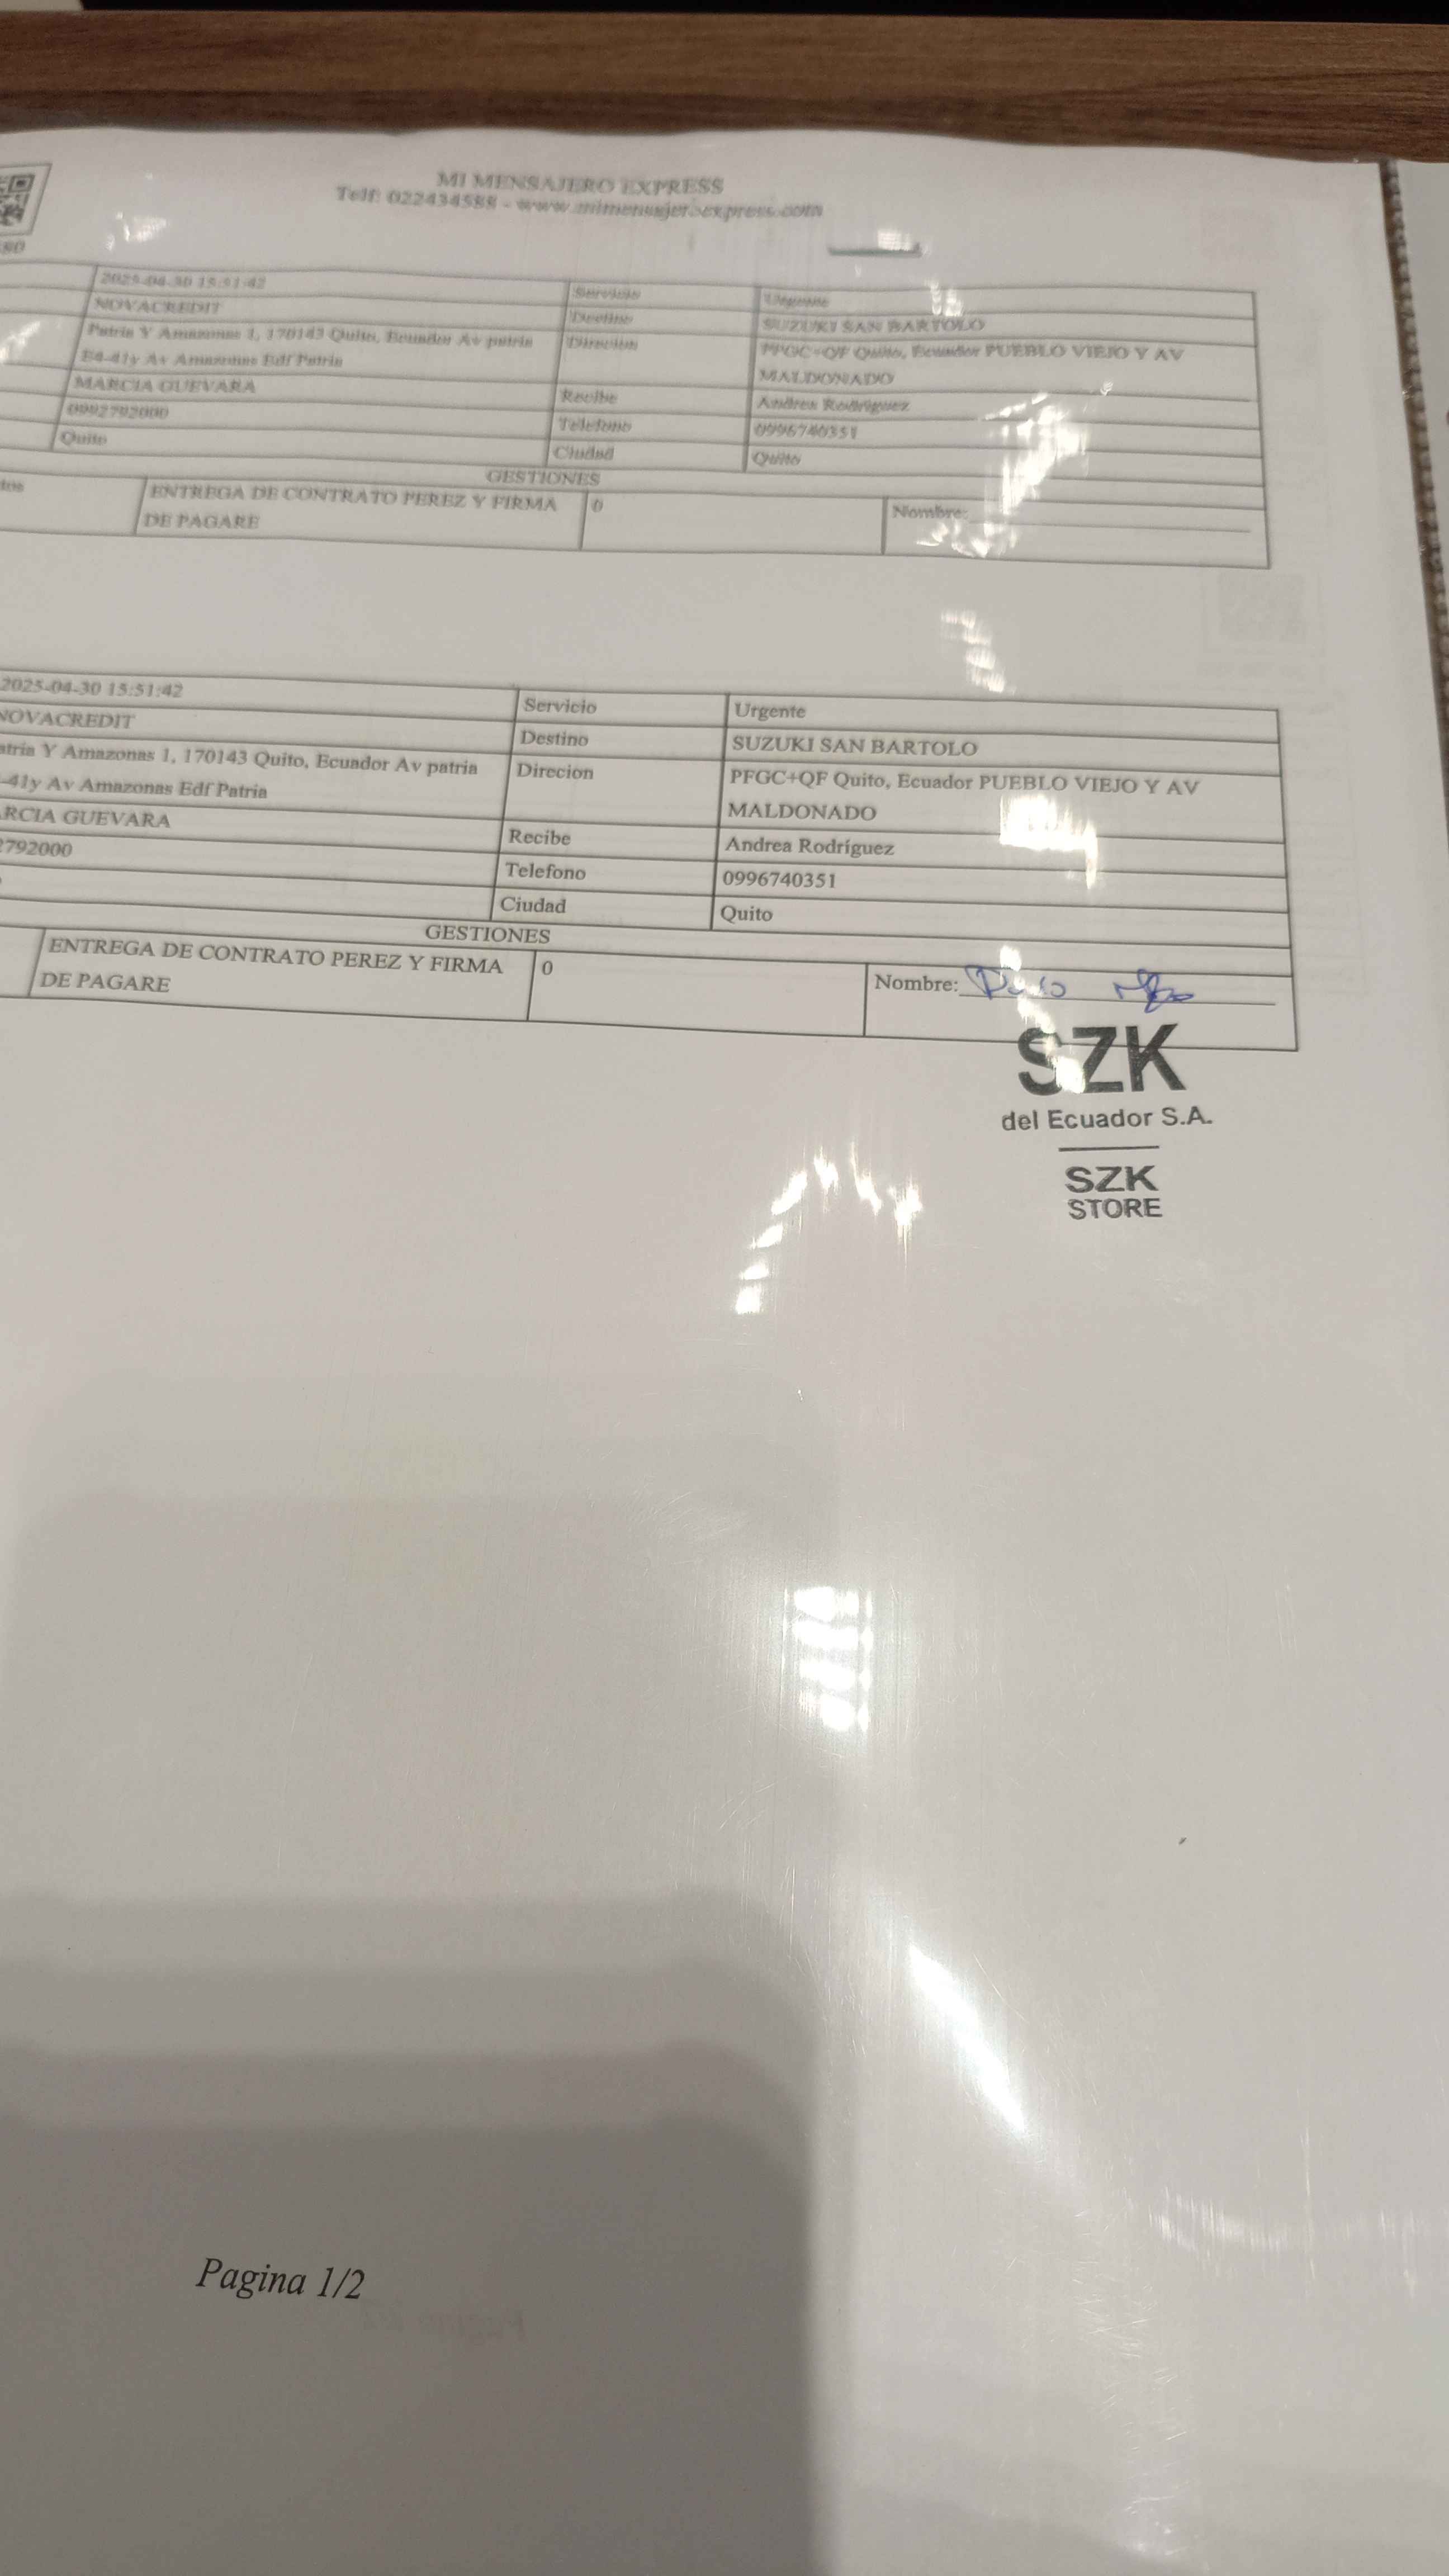 MI MENSAJERO EXPRESS
Telf: 022434588 - www.mimensajeroexpress.com
2025-04-30 15:51:42 Servicio Urgente
NOVACREDIT Destino SUZUKI SAN BARTOLO
Patria Y Amazonas 1, 170143 Quito, Ecuador Av patria Direcion PFGC+QF Quito, Ecuador PUEBLO VIEJO Y AV
E4-41y Av Amazonas Edf Patria MALDONADO
MARCIA GUEVARA Recibe Andrea Rodríguez
0992792000 Telefono 0996740351
Quito Ciudad Quito
GESTIONES
ENTREGA DE CONTRATO PEREZ Y FIRMA 0 Nombre:
DE PAGARE
2025-04-30 15:51:42 Servicio Urgente
NOVACREDIT Destino SUZUKI SAN BARTOLO
atria Y Amazonas 1, 170143 Quito, Ecuador Av patria Direcion PFGC+QF Quito, Ecuador PUEBLO VIEJO Y AV
-41y Av Amazonas Edf Patria MALDONADO
RCIA GUEVARA Recibe Andrea Rodríguez
2792000 Telefono 0996740351
Ciudad Quito
GESTIONES
ENTREGA DE CONTRATO PEREZ Y FIRMA 0 Nombre:
DE PAGARE
SZK
del Ecuador S.A.
SZK
STORE
Pagina 1/2